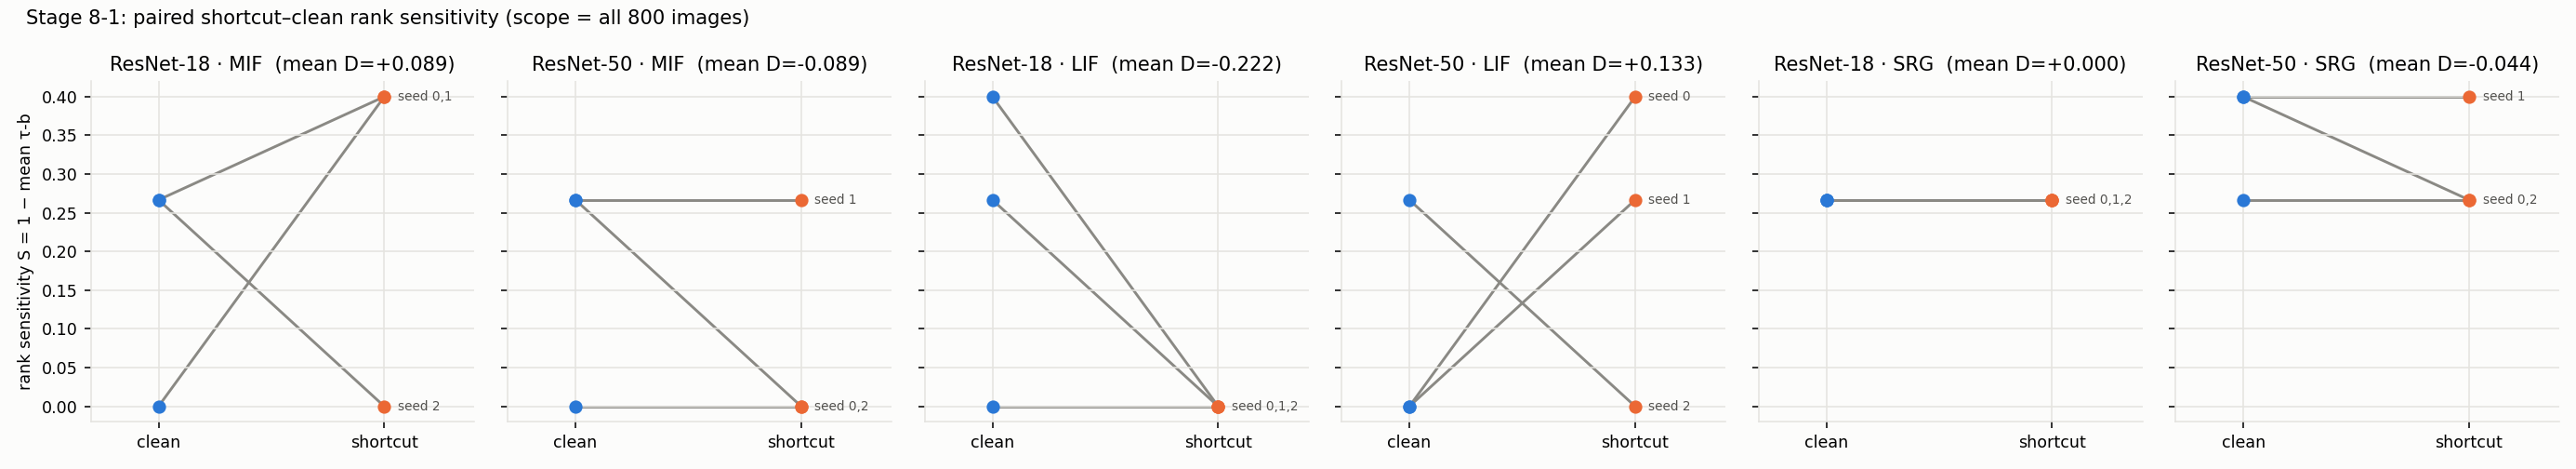 Stage 8-1: paired shortcut–clean rank sensitivity (scope = all 800 images)
ResNet-18 · MIF (mean D=+0.089)
ResNet-50 · MIF (mean D=-0.089)
ResNet-18 · LIF (mean D=-0.222)
ResNet-50 · LIF (mean D=+0.133)
ResNet-18 · SRG (mean D=+0.000)
ResNet-50 · SRG (mean D=-0.044)
rank sensitivity S = 1 − mean τ-b
0.40
0.35
0.30
0.25
0.20
0.15
0.10
0.05
0.00
seed 0,1
seed 2
clean
shortcut
seed 1
seed 0,2
clean
shortcut
seed 0,1,2
clean
shortcut
seed 0
seed 1
seed 2
clean
shortcut
seed 0,1,2
clean
shortcut
seed 1
seed 0,2
clean
shortcut